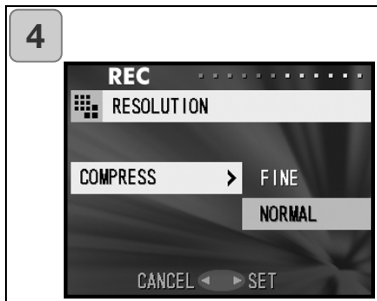 4
REC
RESOLUTION
COMPRESS > FINE
NORMAL
CANCEL ◄ ► SET